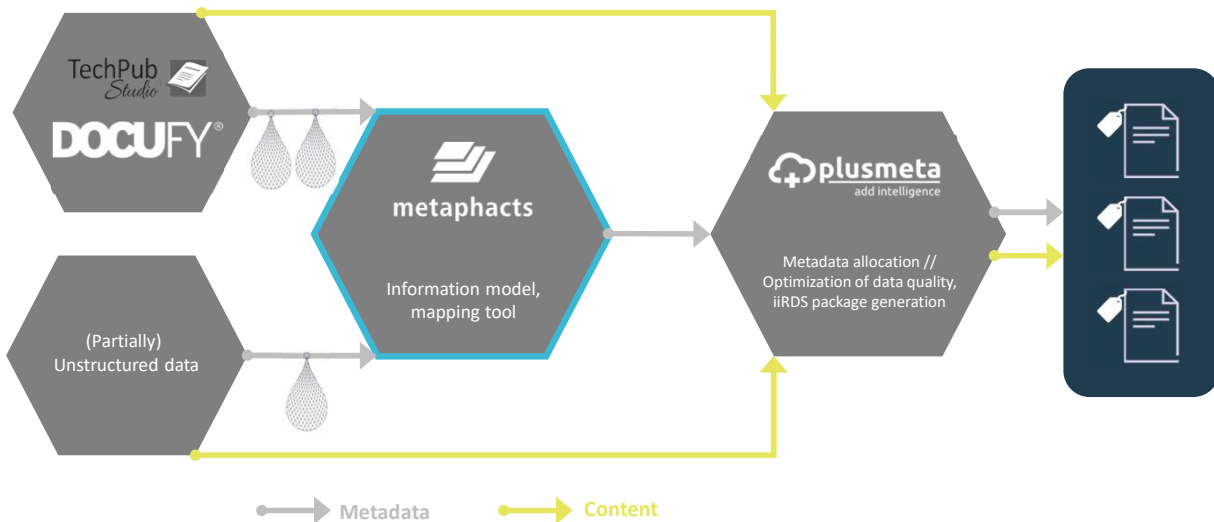 TechPub
Studio
DOCUFY®
metaphacts
Information model,
mapping tool
(Partially)
Unstructured data
plusmeta
add intelligence
Metadata allocation //
Optimization of data quality,
iiRDS package generation
Metadata
Content